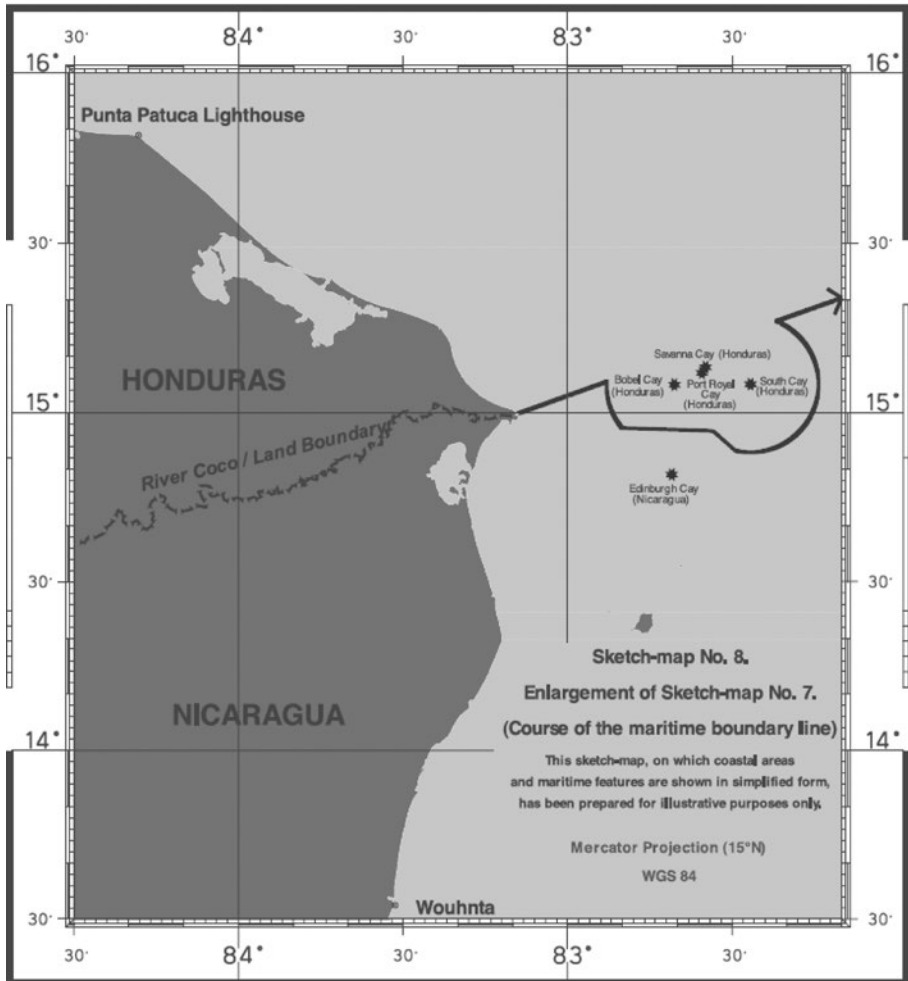 30' 84° 30' 83° 30'
16° 16°
Punta Patuca Lighthouse
30' 30'
Savanna Cay (Honduras)
Bobel Cay
(Honduras)
Port Royal
Cay
(Honduras)
South Cay
(Honduras)
HONDURAS
15° 15°
River Coco / Land Boundary
Edinburgh Cay
(Nicaragua)
30' 30'
Sketch-map No. 8.
Enlargement of Sketch-map No. 7.
(Course of the maritime boundary line)
NICARAGUA
14° 14°
This sketch-map, on which coastal areas
and maritime features are shown in simplified form,
has been prepared for illustrative purposes only.
Mercator Projection (15°N)
WGS 84
Wouhnta
30' 30'
30' 84° 30' 83° 30'